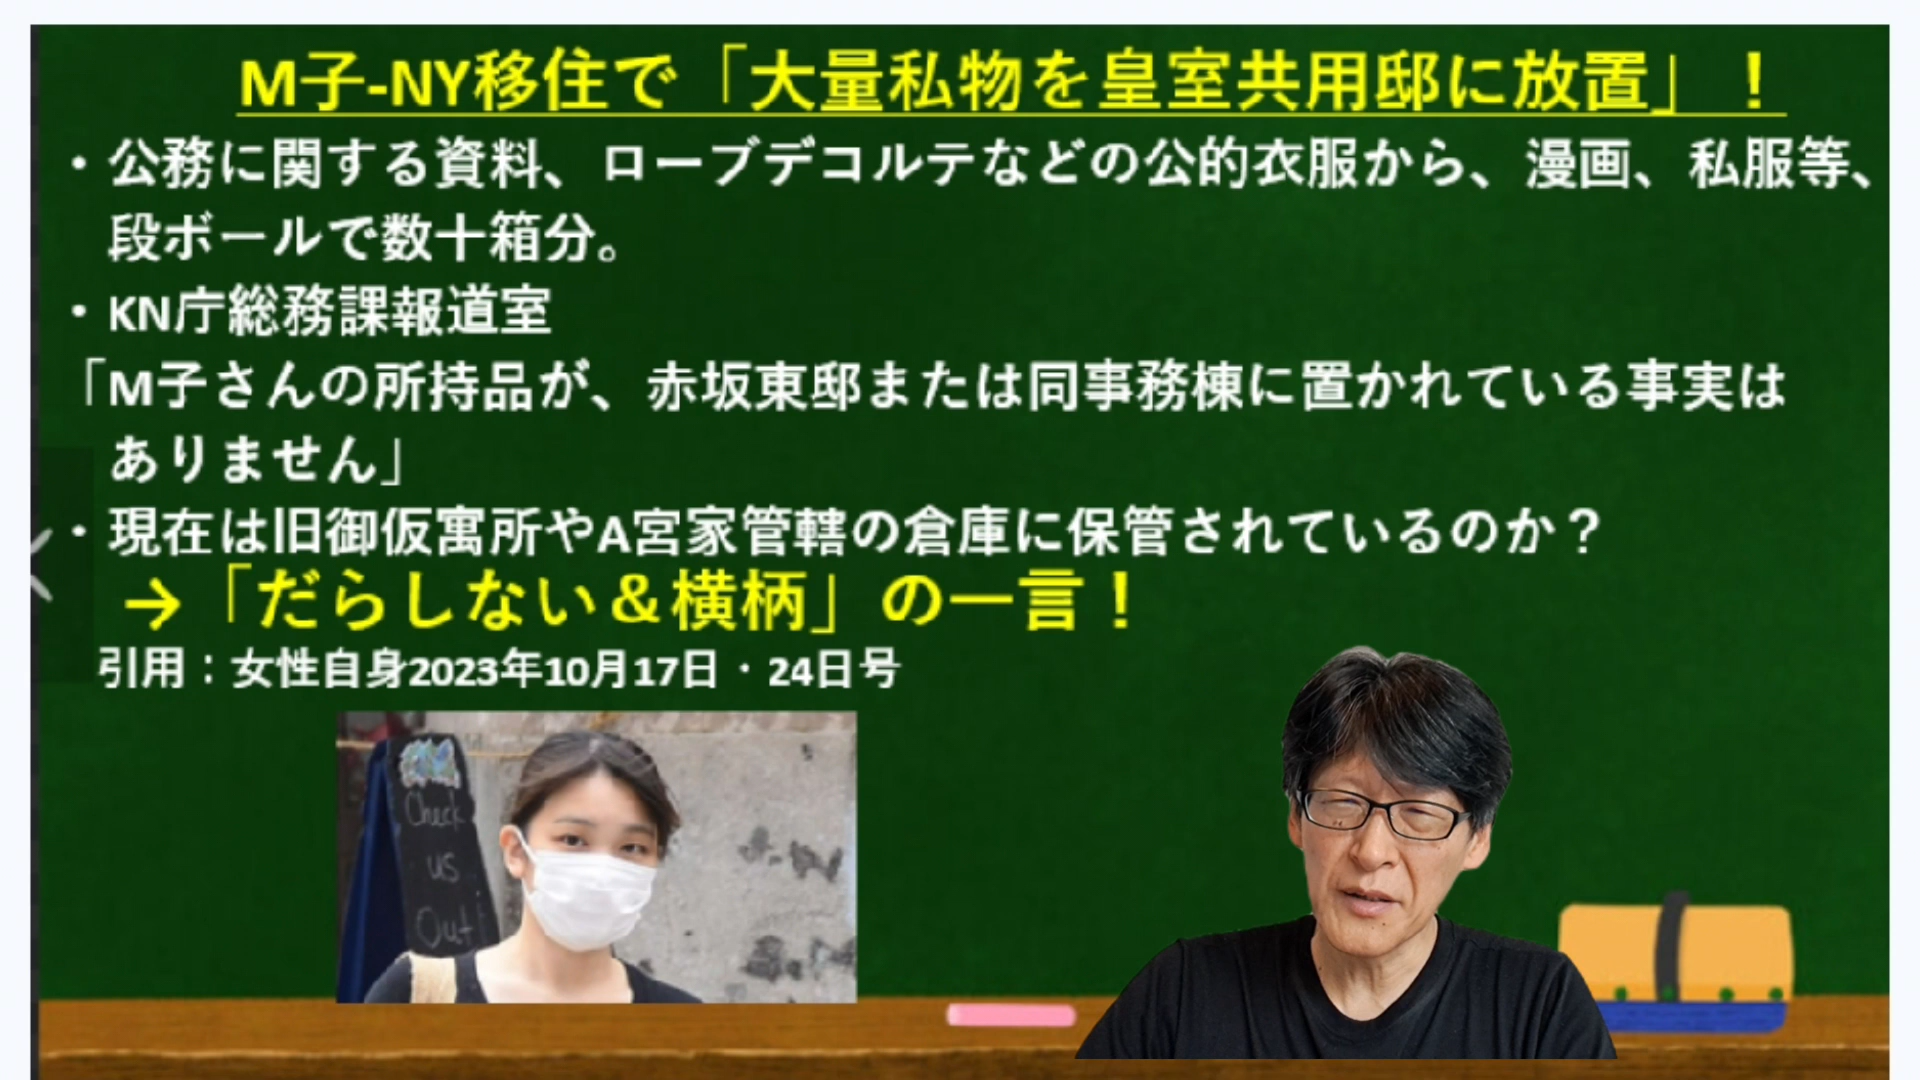 M子-NY移住で「大量私物を皇室共用邸に放置」！
・公務に関する資料、ローブデコルテなどの公的衣服から、漫画、私服等、
段ボールで数十箱分。
・KN庁総務課報道室
「M子さんの所持品が、赤坂東邸または同事務棟に置かれている事実は
ありません」
・現在は旧御仮寓所やA宮家管轄の倉庫に保管されているのか？
→「だらしない＆横柄」の一言！
引用：女性自身2023年10月17日・24日号
Check
us
Out